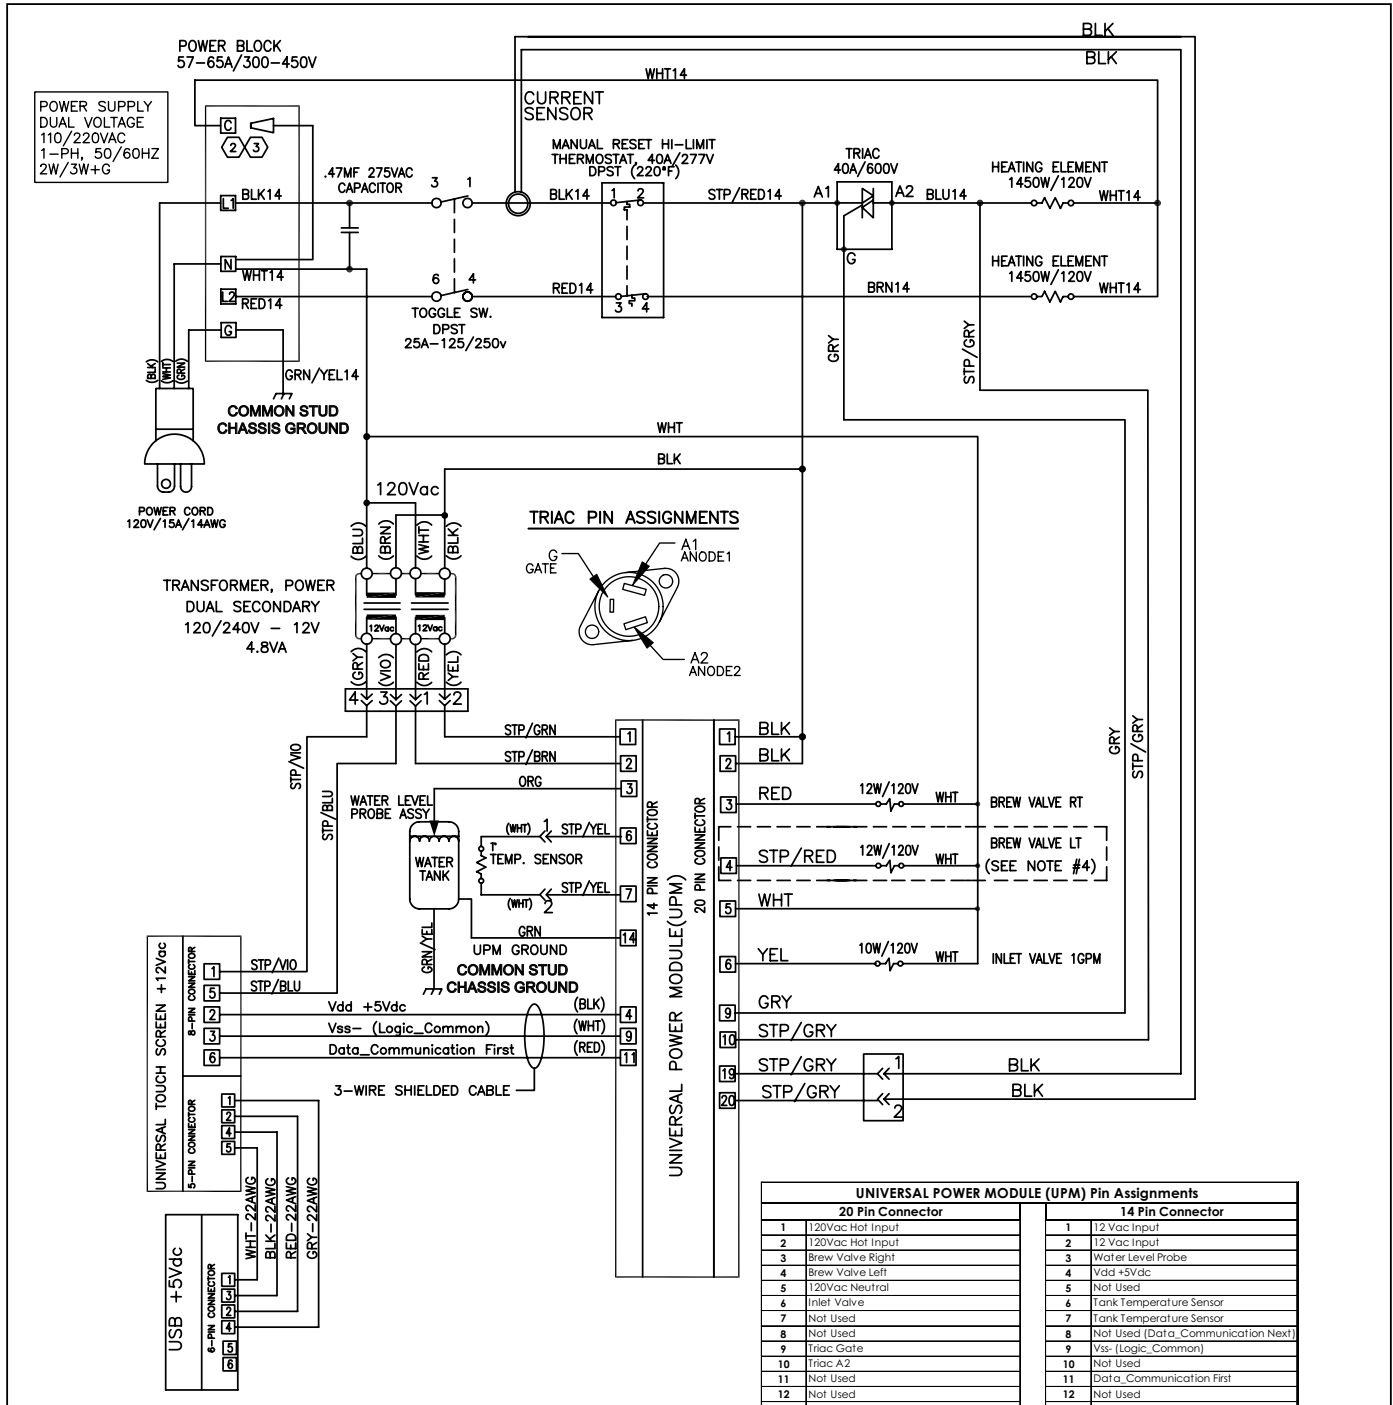 BLK
BLK
POWER BLOCK
57-65A/300-450V
WHT14
POWER SUPPLY
DUAL VOLTAGE
110/220VAC
1-PH, 50/60HZ
2W/3W+G
CURRENT
SENSOR
C
2 3
MANUAL RESET HI-LIMIT
THERMOSTAT, 40A/277V
DPST (220°F)
TRIAC
40A/600V
HEATING ELEMENT
1450W/120V
.47MF 275VAC
CAPACITOR
3 1
L1 BLK14
BLK14
1 2
STP/RED14
A1 A2
BLU14
WHT14
N
WHT14
G
HEATING ELEMENT
1450W/120V
L2
RED14
6 4
RED14
3 4
BRN14
WHT14
TOGGLE SW.
DPST
25A-125/250v
G
GRY
STP/GRY
(BLK)
(WHT)
(GRN)
GRN/YEL14
COMMON STUD
CHASSIS GROUND
WHT
BLK
POWER CORD
120V/15A/14AWG
120Vac
(BLU)
(BRN)
(WHT)
(BLK)
TRIAC PIN ASSIGNMENTS
G
GATE
A1
ANODE1
A2
ANODE2
TRANSFORMER, POWER
DUAL SECONDARY
120/240V - 12V
4.8VA
12Vac 12Vac
(GRY)
(VIO)
(RED)
(YEL)
4 3 1 2
STP/VIO
STP/BLU
STP/GRN 1
STP/BRN 2
ORG 3
WATER LEVEL
PROBE ASSY
WATER
TANK
(WHT) 1 STP/YEL 6
T
TEMP. SENSOR
(WHT) 2 STP/YEL 7
GRN 14
UPM GROUND
GRN/YEL
COMMON STUD
CHASSIS GROUND
14 PIN CONNECTOR
UNIVERSAL POWER MODULE(UPM)
20 PIN CONNECTOR
1 BLK
2 BLK
3 RED 12W/120V WHT BREW VALVE RT
4 STP/RED 12W/120V WHT BREW VALVE LT
(SEE NOTE #4)
5 WHT
6 YEL 10W/120V WHT INLET VALVE 1GPM
9 GRY
10 STP/GRY
19 STP/GRY 1 BLK
20 STP/GRY 2 BLK
GRY
STP/GRY
UNIVERSAL TOUCH SCREEN +12Vac
8-PIN CONNECTOR
1 STP/VIO
5 STP/BLU
2 Vdd +5Vdc (BLK) 4
3 Vss- (Logic_Common) (WHT) 9
6 Data_Communication First (RED) 11
3-WIRE SHIELDED CABLE
5-PIN CONNECTOR
1
2
4
5
WHT-22AWG
BLK-22AWG
RED-22AWG
GRY-22AWG
USB +5Vdc
6-PIN CONNECTOR
1
3
2
4
5
6
UNIVERSAL POWER MODULE (UPM) Pin Assignments
20 Pin Connector 14 Pin Connector
1 120Vac Hot Input 1 12 Vac Input
2 120Vac Hot Input 2 12 Vac Input
3 Brew Valve Right 3 Water Level Probe
4 Brew Valve Left 4 Vdd +5Vdc
5 120Vac Neutral 5 Not Used
6 Inlet Valve 6 Tank Temperature Sensor
7 Not Used 7 Tank Temperature Sensor
8 Not Used 8 Not Used (Data_Communication Next)
9 Triac Gate 9 Vss- (Logic_Common)
10 Triac A2 10 Not Used
11 Not Used 11 Data_Communication First
12 Not Used 12 Not Used